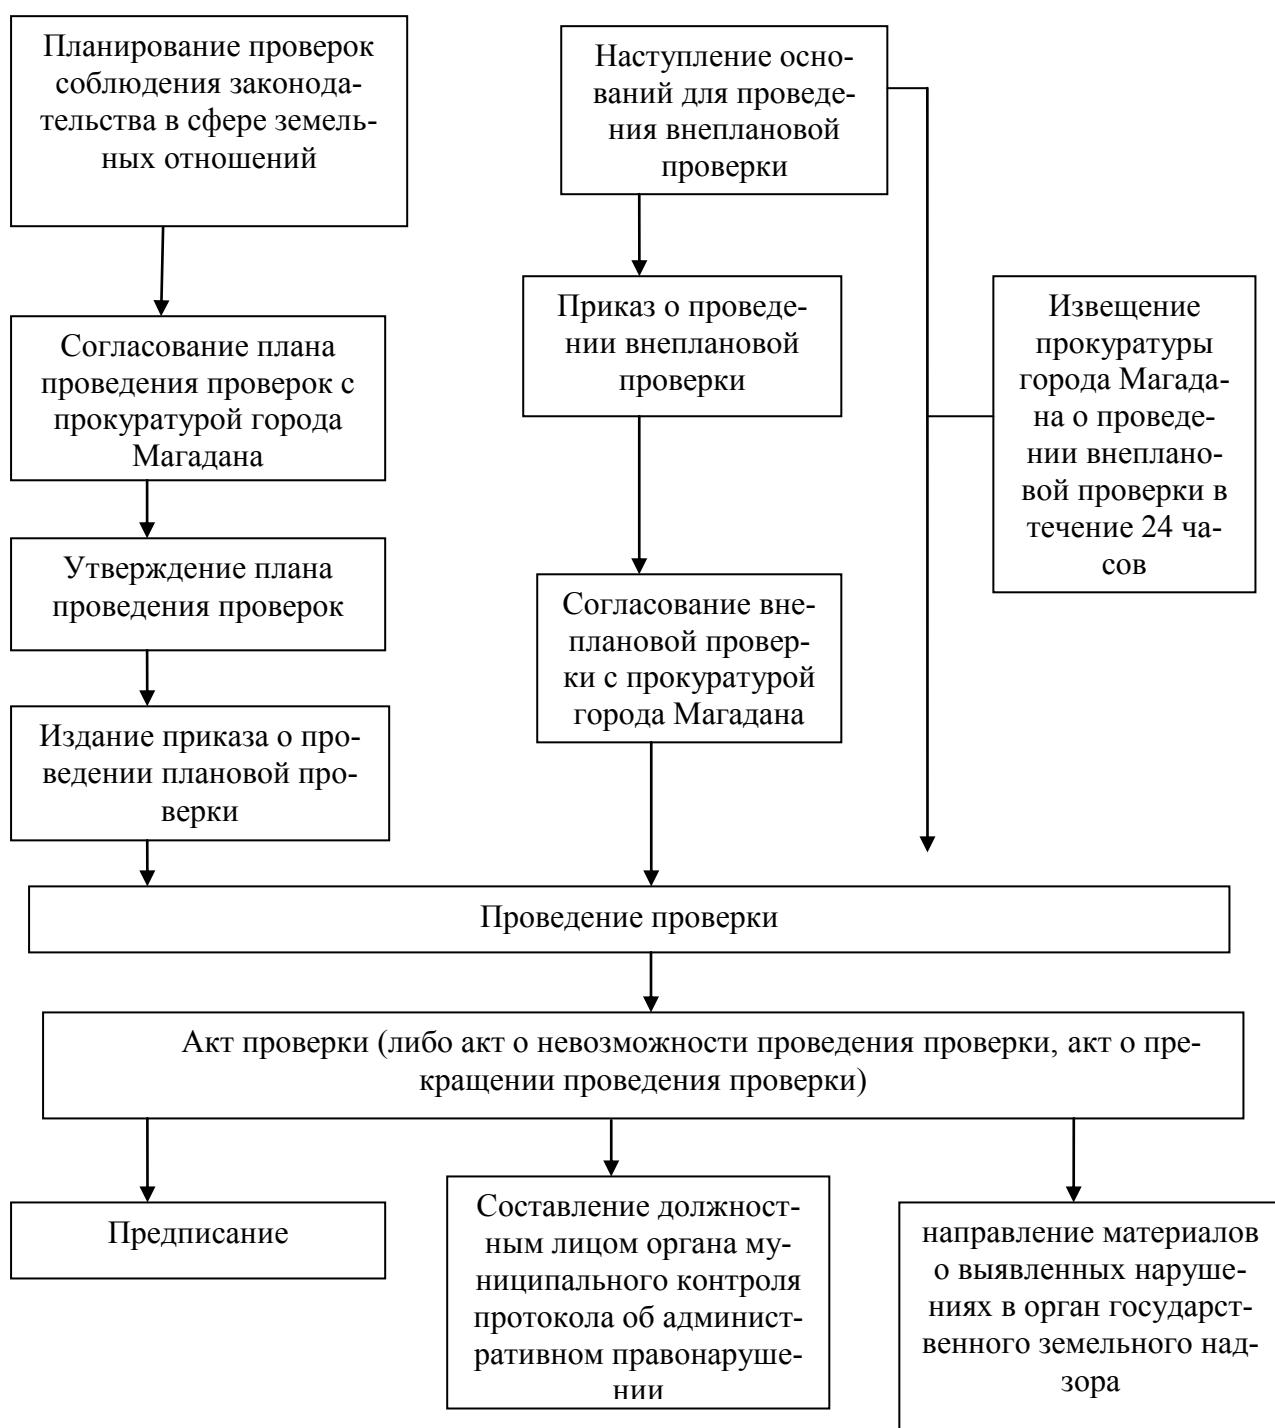 Планирование проверок
соблюдения законода-
тельства в сфере земель-
ных отношений
Согласование плана
проведения проверок с
прокуратурой города
Магадана
Утверждение плана
проведения проверок
Издание приказа о про-
ведении плановой про-
верки
Наступление осно-
ваний для проведе-
ния внеплановой
проверки
Приказ о проведе-
нии внеплановой
проверки
Согласование вне-
плановой провер-
ки с прокуратурой
города Магадана
Извещение
прокуратуры
города Магада-
на о проведе-
нии внеплано-
вой проверки в
течение 24 ча-
сов
Проведение проверки
Акт проверки (либо акт о невозможности проведения проверки, акт о пре-
кращении проведения проверки)
Предписание
Составление должност-
ным лицом органа му-
ниципального контроля
протокола об админист-
ративном правонаруше-
нии
направление материалов
о выявленных наруше-
ниях в орган государст-
венного земельного над-
зора